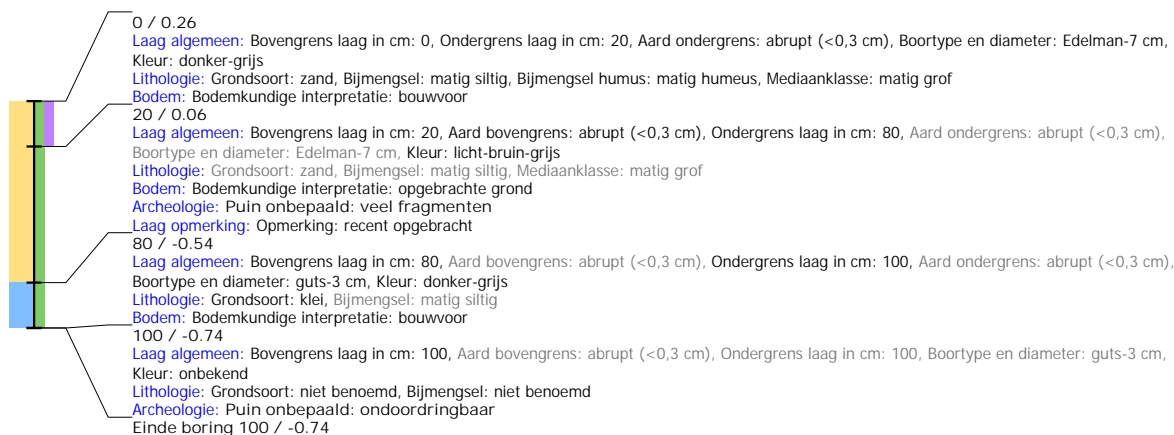 0 / 0.26
Laag algemeen: Bovengrens laag in cm: 0, Ondergrens laag in cm: 20, Aard ondergrens: abrupt (<0,3 cm), Boortype en diameter: Edelman-7 cm,
Kleur: donker-grijs
Lithologie: Grondsoort: zand, Bijmengsel: matig siltig, Bijmengsel humus: matig humeus, Mediaanklasse: matig grof
Bodem: Bodemkundige interpretatie: bouwvoor
20 / 0.06
Laag algemeen: Bovengrens laag in cm: 20, Aard bovengrens: abrupt (<0,3 cm), Ondergrens laag in cm: 80, Aard ondergrens: abrupt (<0,3 cm),
Boortype en diameter: Edelman-7 cm, Kleur: licht-bruin-grijs
Lithologie: Grondsoort: zand, Bijmengsel: matig siltig, Mediaanklasse: matig grof
Bodem: Bodemkundige interpretatie: opgebrachte grond
Archeologie: Puin onbepaald: veel fragmenten
Laag opmerking: Opmerking: recent opgebracht
80 / -0.54
Laag algemeen: Bovengrens laag in cm: 80, Aard bovengrens: abrupt (<0,3 cm), Ondergrens laag in cm: 100, Aard ondergrens: abrupt (<0,3 cm),
Boortype en diameter: guts-3 cm, Kleur: donker-grijs
Lithologie: Grondsoort: klei, Bijmengsel: matig siltig
Bodem: Bodemkundige interpretatie: bouwvoor
100 / -0.74
Laag algemeen: Bovengrens laag in cm: 100, Aard bovengrens: abrupt (<0,3 cm), Ondergrens laag in cm: 100, Boortype en diameter: guts-3 cm,
Kleur: onbekend
Lithologie: Grondsoort: niet benoemd, Bijmengsel: niet benoemd
Archeologie: Puin onbepaald: ondoordringbaar
Einde boring 100 / -0.74